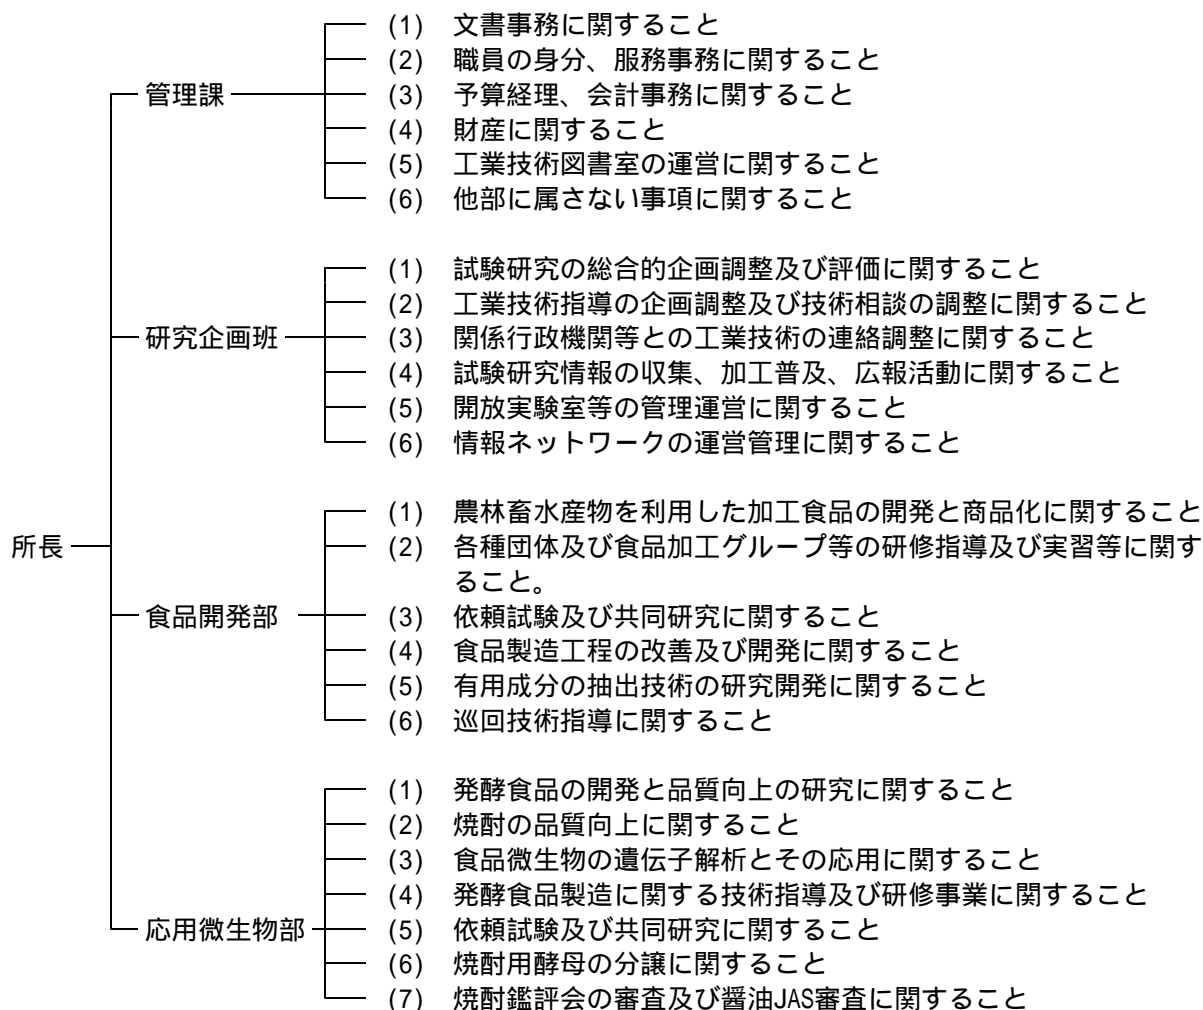 管理課
(1) 文書事務に関すること
(2) 職員の身分、服務事務に関すること
(3) 予算経理、会計事務に関すること
(4) 財産に関すること
(5) 工業技術図書室の運営に関すること
(6) 他部に属さない事項に関すること
研究企画班
(1) 試験研究の総合的企画調整及び評価に関すること
(2) 工業技術指導の企画調整及び技術相談の調整に関すること
(3) 関係行政機関等との工業技術の連絡調整に関すること
(4) 試験研究情報の収集、加工普及、広報活動に関すること
(5) 開放実験室等の管理運営に関すること
(6) 情報ネットワークの運営管理に関すること
所長
食品開発部
(1) 農林畜水産物を利用した加工食品の開発と商品化に関すること
(2) 各種団体及び食品加工グループ等の研修指導及び実習等に関す
ること。
(3) 依頼試験及び共同研究に関すること
(4) 食品製造工程の改善及び開発に関すること
(5) 有用成分の抽出技術の研究開発に関すること
(6) 巡回技術指導に関すること
応用微生物部
(1) 発酵食品の開発と品質向上の研究に関すること
(2) 焼酎の品質向上に関すること
(3) 食品微生物の遺伝子解析とその応用に関すること
(4) 発酵食品製造に関する技術指導及び研修事業に関すること
(5) 依頼試験及び共同研究に関すること
(6) 焼酎用酵母の分譲に関すること
(7) 焼酎鑑評会の審査及び醤油JAS審査に関すること